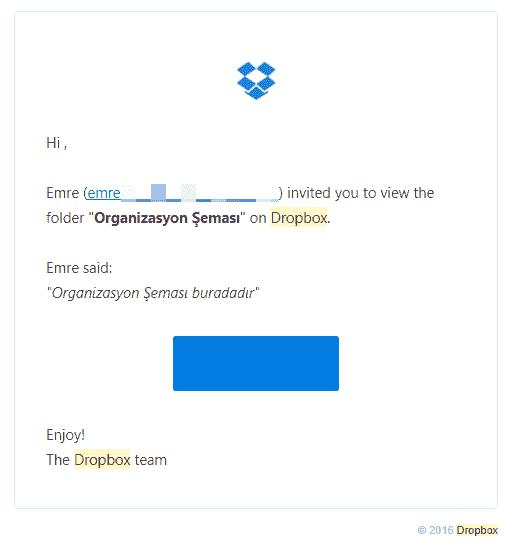 Hi ,
Emre (emre ) invited you to view the
folder "Organizasyon Şeması" on Dropbox.
Emre said:
"Organizasyon Şeması buradadır"
Enjoy!
The Dropbox team
© 2016 Dropbox